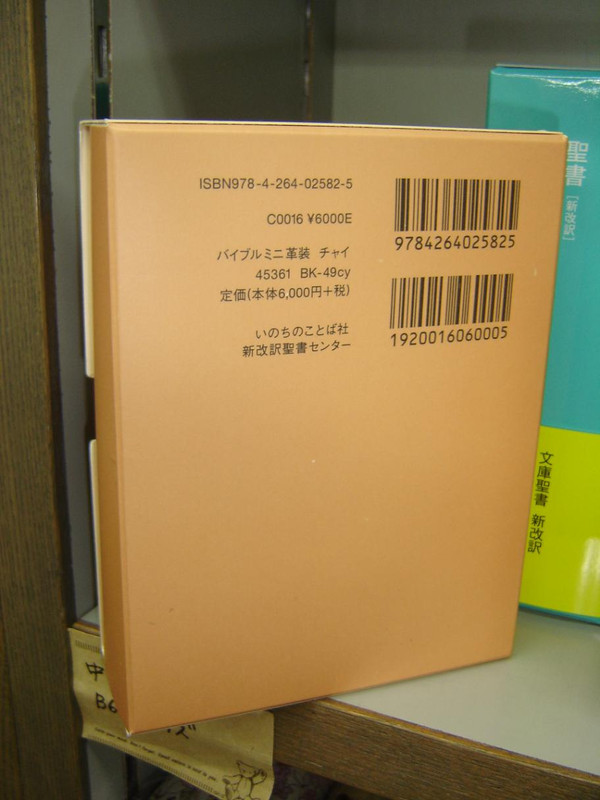 ISBN978-4-264-02582-5
C0016 ¥6000E
バイブルミニ革装 チャイ
45361 BK-49cy
定価(本体6,000円+税)
いのちのことば社
新改訳聖書センター
9784264025825
1920016060005
聖書
[新改訳]
文庫聖書 新改訳
中
B6
ズ